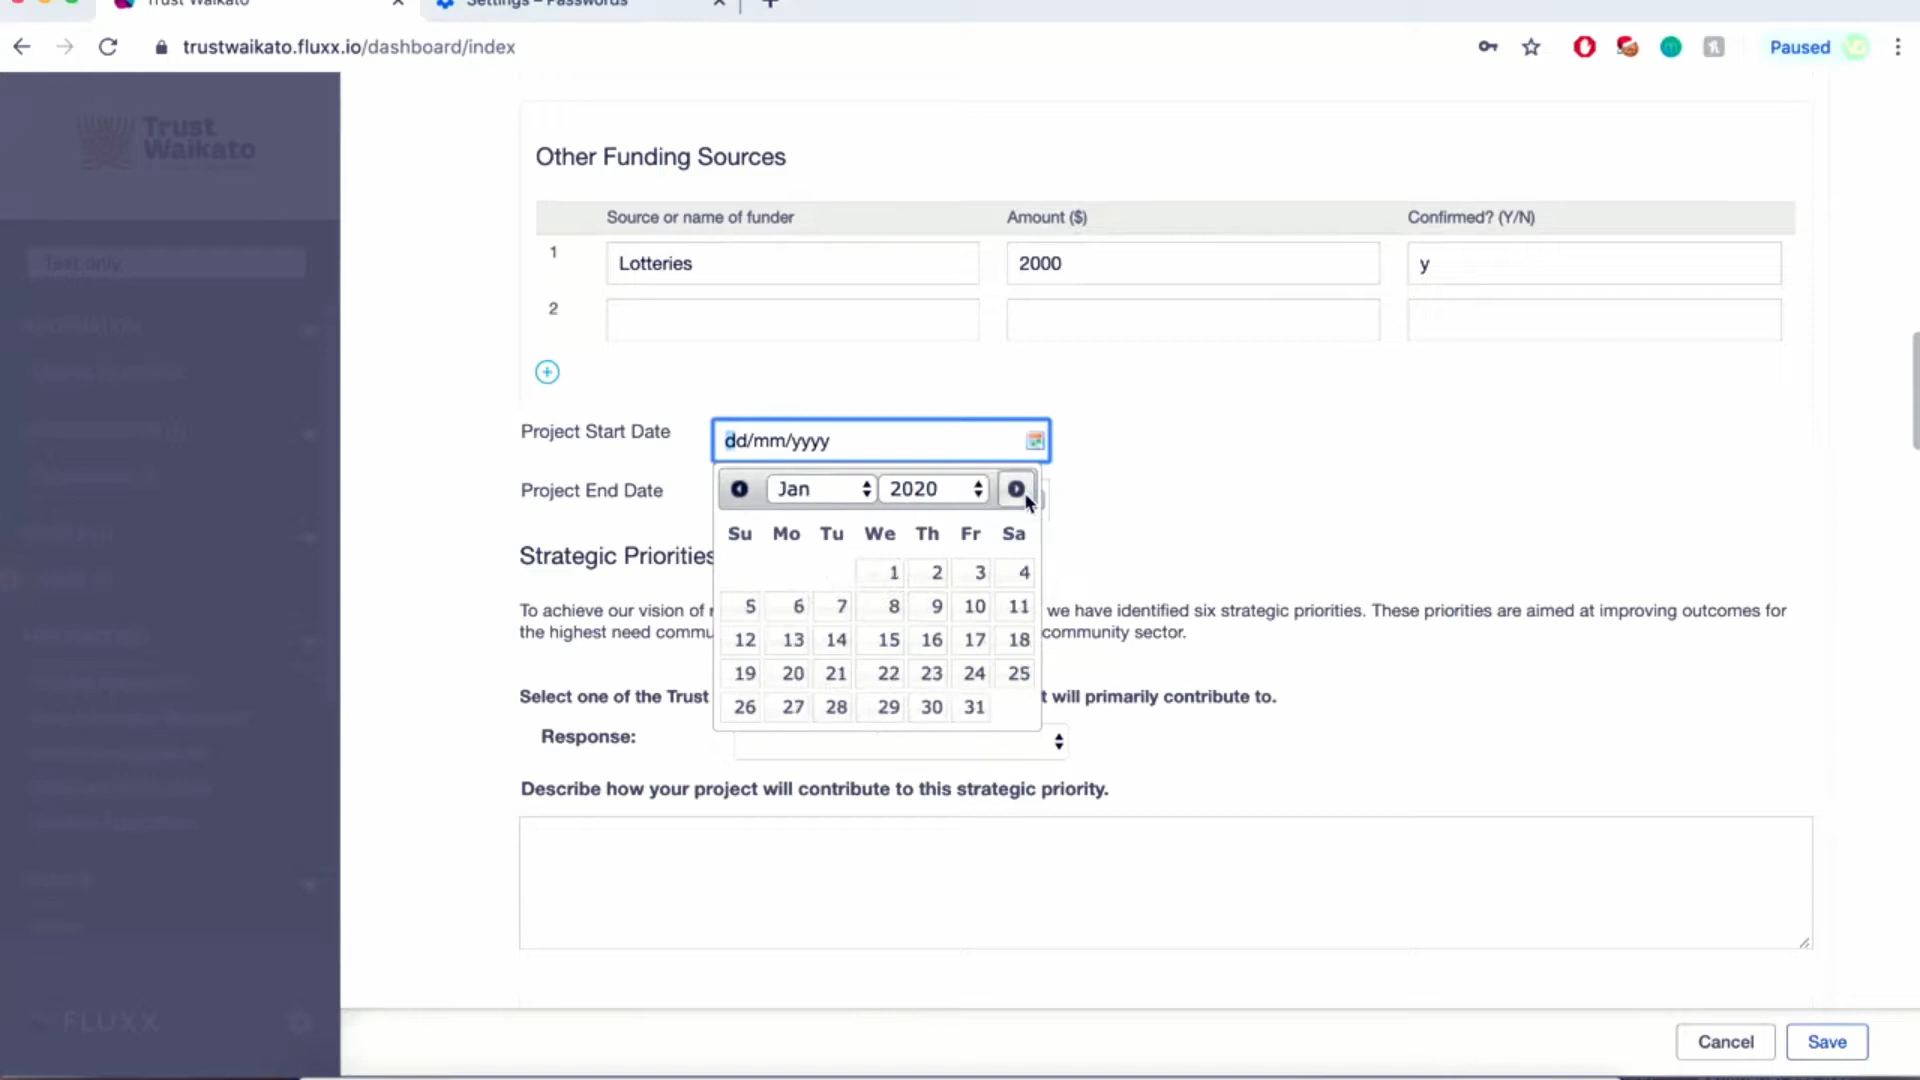 Trust Waikato
Settings – Passwords
trustwaikato.fluxx.io/dashboard/index
Paused
Trust
Waikato
Test only
Other Funding Sources
Source or name of funder Amount ($) Confirmed? (Y/N)
1 Lotteries 2000 y
2
Project Start Date dd/mm/yyyy
Project End Date
Jan 2020
Su Mo Tu We Th Fr Sa
1 2 3 4
5 6 7 8 9 10 11
12 13 14 15 16 17 18
19 20 21 22 23 24 25
26 27 28 29 30 31
Strategic Priorities
To achieve our vision of we have identified six strategic priorities. These priorities are aimed at improving outcomes for
the highest need commu community sector.
Select one of the Trust t will primarily contribute to.
Response:
Describe how your project will contribute to this strategic priority.
FLUXX
Cancel Save